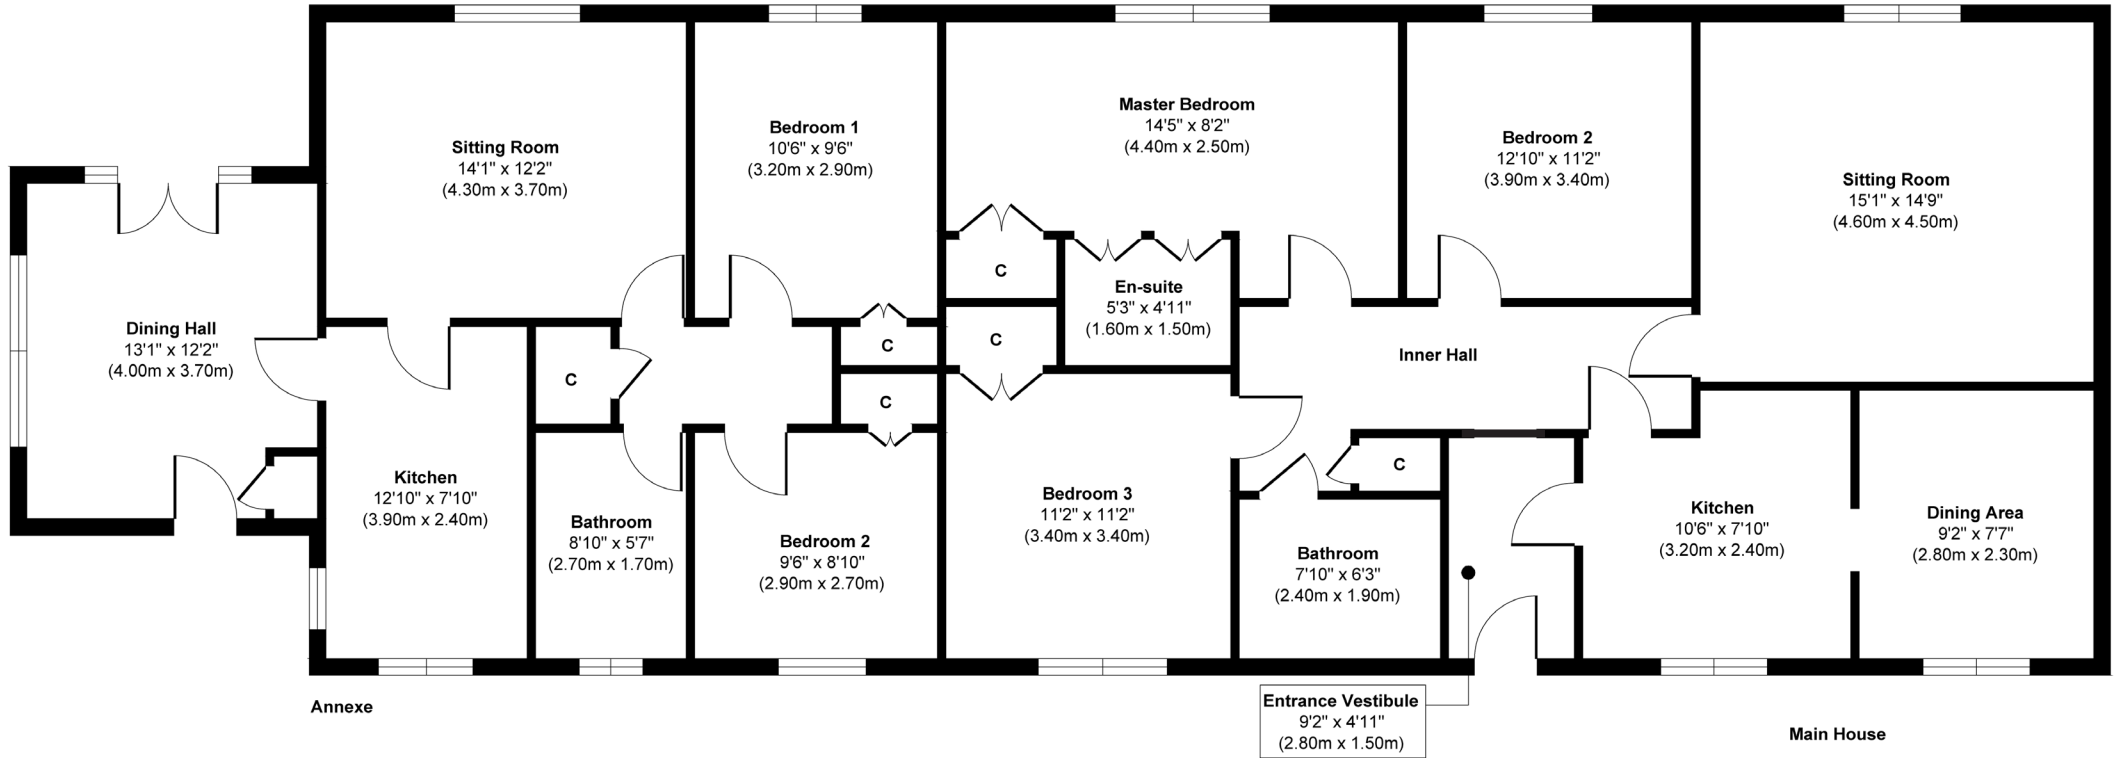 Sitting Room
14'1" x 12'2"
(4.30m x 3.70m)
Bedroom 1
10'6" x 9'6"
(3.20m x 2.90m)
Master Bedroom
14'5" x 8'2"
(4.40m x 2.50m)
Bedroom 2
12'10" x 11'2"
(3.90m x 3.40m)
Sitting Room
15'1" x 14'9"
(4.60m x 4.50m)
Dining Hall
13'1" x 12'2"
(4.00m x 3.70m)
C
C
C
C
C
En-suite
5'3" x 4'11"
(1.60m x 1.50m)
Inner Hall
Kitchen
12'10" x 7'10"
(3.90m x 2.40m)
Bathroom
8'10" x 5'7"
(2.70m x 1.70m)
Bedroom 2
9'6" x 8'10"
(2.90m x 2.70m)
Bedroom 3
11'2" x 11'2"
(3.40m x 3.40m)
C
Bathroom
7'10" x 6'3"
(2.40m x 1.90m)
Kitchen
10'6" x 7'10"
(3.20m x 2.40m)
Dining Area
9'2" x 7'7"
(2.80m x 2.30m)
Annexe
Entrance Vestibule
9'2" x 4'11"
(2.80m x 1.50m)
Main House